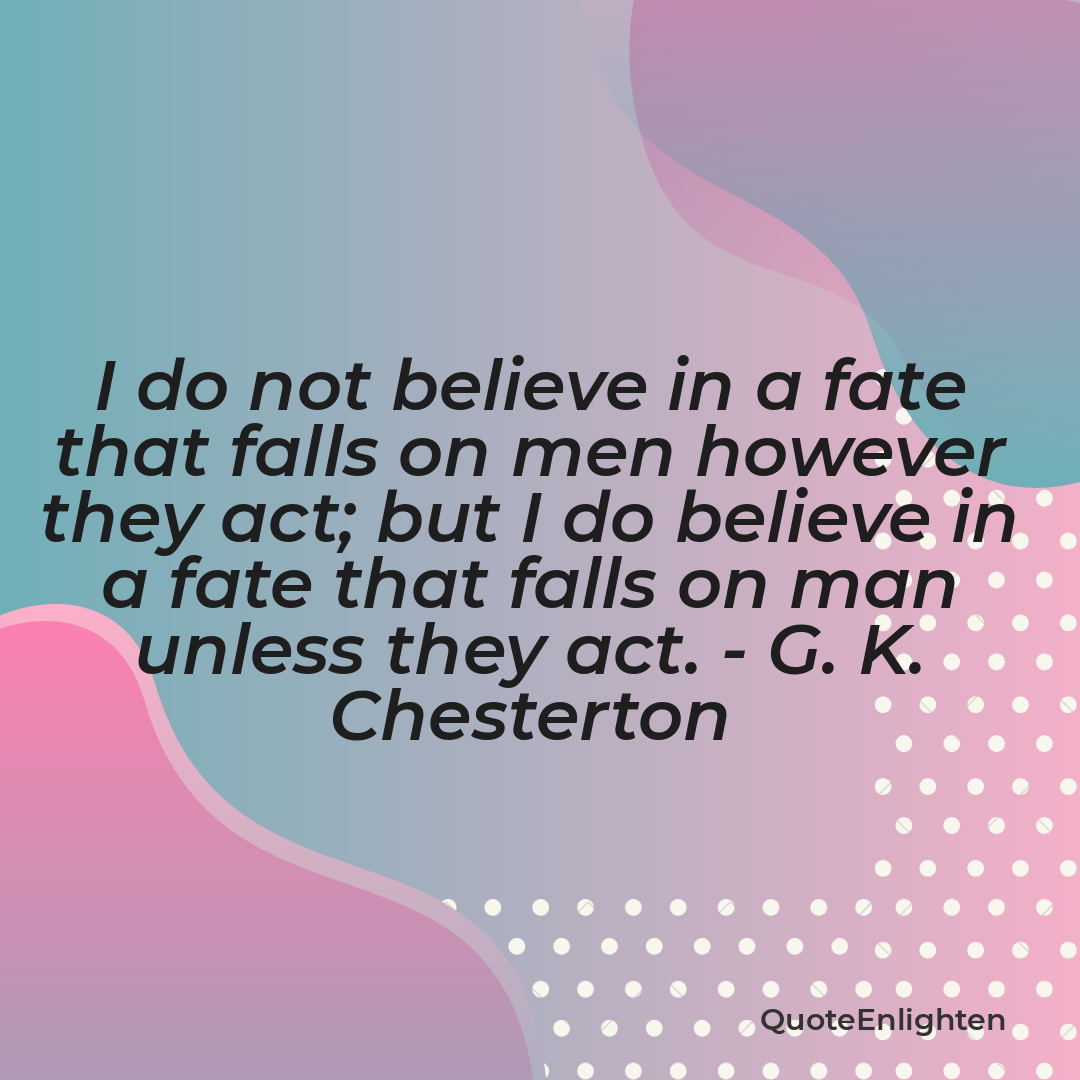 I do not believe in a fate
that falls on men however
they act; but I do believe in
a fate that falls on man
unless they act. - G. K.
Chesterton
QuoteEnlighten